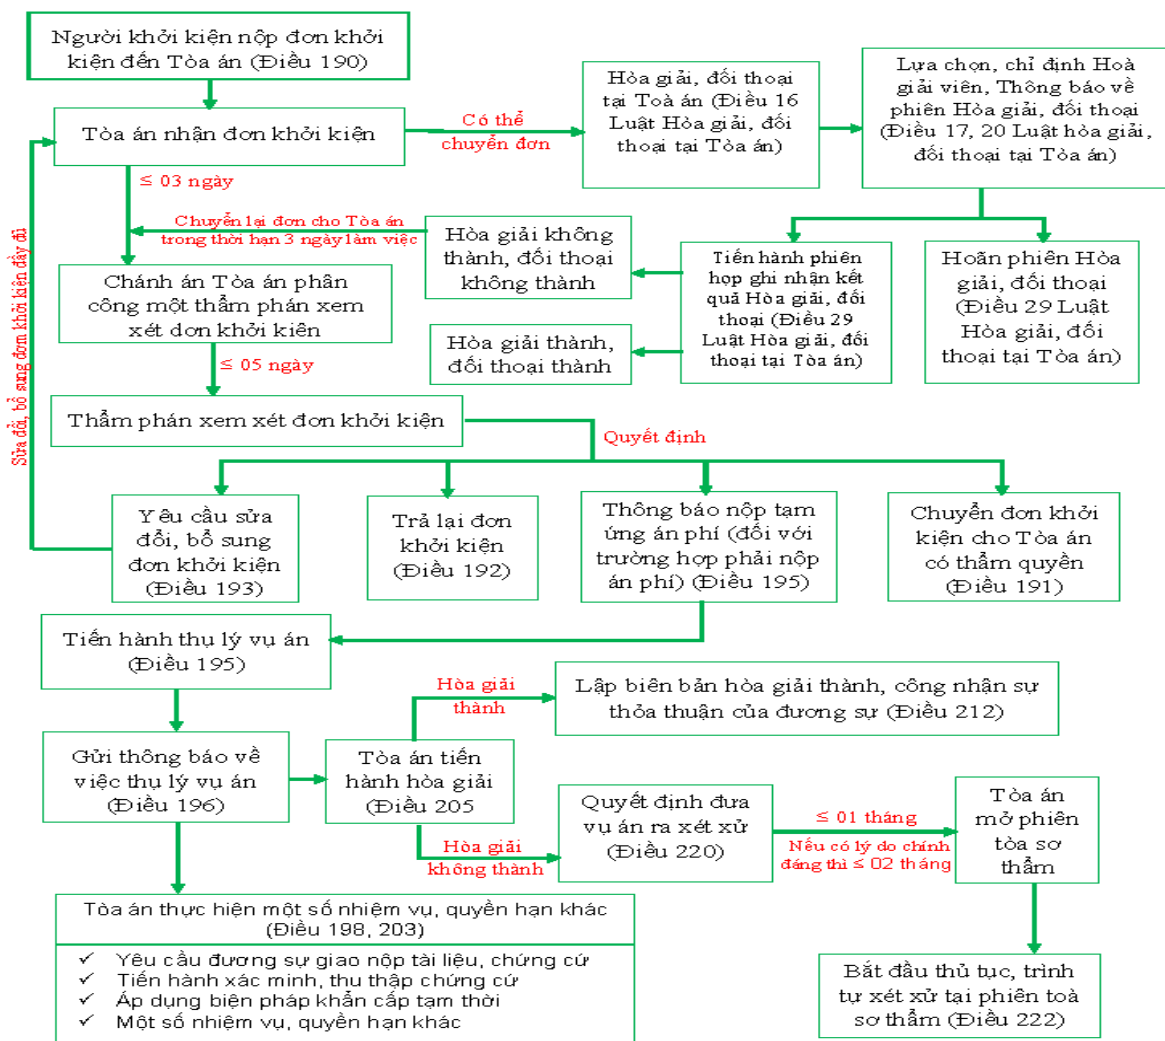 Người khởi kiện nộp đơn khởi
kiện đến Tòa án (Điều 190)
Tòa án nhận đơn khởi kiện
Có thể
chuyển đơn
Hòa giải, đối thoại
tại Toà án (Điều 16
Luật Hòa giải, đối
thoại tại Tòa án)
Lựa chọn, chỉ định Hoà
giải viên, Thông báo về
phiên Hòa giải, đối thoại
(Điều 17, 20 Luật hòa giải,
đối thoại tại Tòa án)
≤ 03 ngày
Chuyển lại đơn cho Tòa án
trong thời hạn 3 ngày làm việc
Hòa giải không
thành, đối thoại
không thành
Tiến hành phiên
họp ghi nhận kết
quả Hòa giải, đối
thoại (Điều 29
Luật Hòa giải, đối
thoại tại Tòa án)
Hoãn phiên Hòa
giải, đối thoại
(Điều 29 Luật
Hòa giải, đối
thoại tại Tòa án)
Chánh án Tòa án phân
công một thẩm phán xem
xét đơn khởi kiên
Hòa giải thành,
đối thoại thành
≤ 05 ngày
Sửa đổi, bổ sung đơn khởi kiện đầy đủ
Thẩm phán xem xét đơn khởi kiện
Quyết định
Yêu cầu sửa
đổi, bổ sung
đơn khởi kiện
(Điều 193)
Trả lại đơn
khởi kiện
(Điều 192)
Thông báo nộp tạm
ứng án phí (đối với
trường hợp phải nộp
án phí) (Điều 195)
Chuyển đơn khởi
kiện cho Tòa án
có thẩm quyền
(Điều 191)
Tiến hành thụ lý vụ án
(Điều 195)
Hòa giải
thành
Lập biên bản hòa giải thành, công nhận sự
thỏa thuận của đương sự (Điều 212)
Gửi thông báo về
việc thụ lý vụ án
(Điều 196)
Tòa án tiến
hành hòa giải
(Điều 205
Hòa giải
không thành
Quyết định đưa
vụ án ra xét xử
(Điều 220)
≤ 01 tháng
Nếu có lý do chính
đáng thì ≤ 02 tháng
Tòa án
mở phiên
tòa sơ
thẩm
Tòa án thực hiện một số nhiệm vụ, quyền hạn khác
(Điều 198, 203)
✓ Yêu cầu đương sự giao nộp tài liệu, chứng cứ
✓ Tiến hành xác minh, thu thập chứng cứ
✓ Áp dụng biện pháp khẩn cấp tạm thời
✓ Một số nhiệm vụ, quyền hạn khác
Bắt đầu thủ tục, trình
tự xét xử tại phiên toà
sơ thẩm (Điều 222)